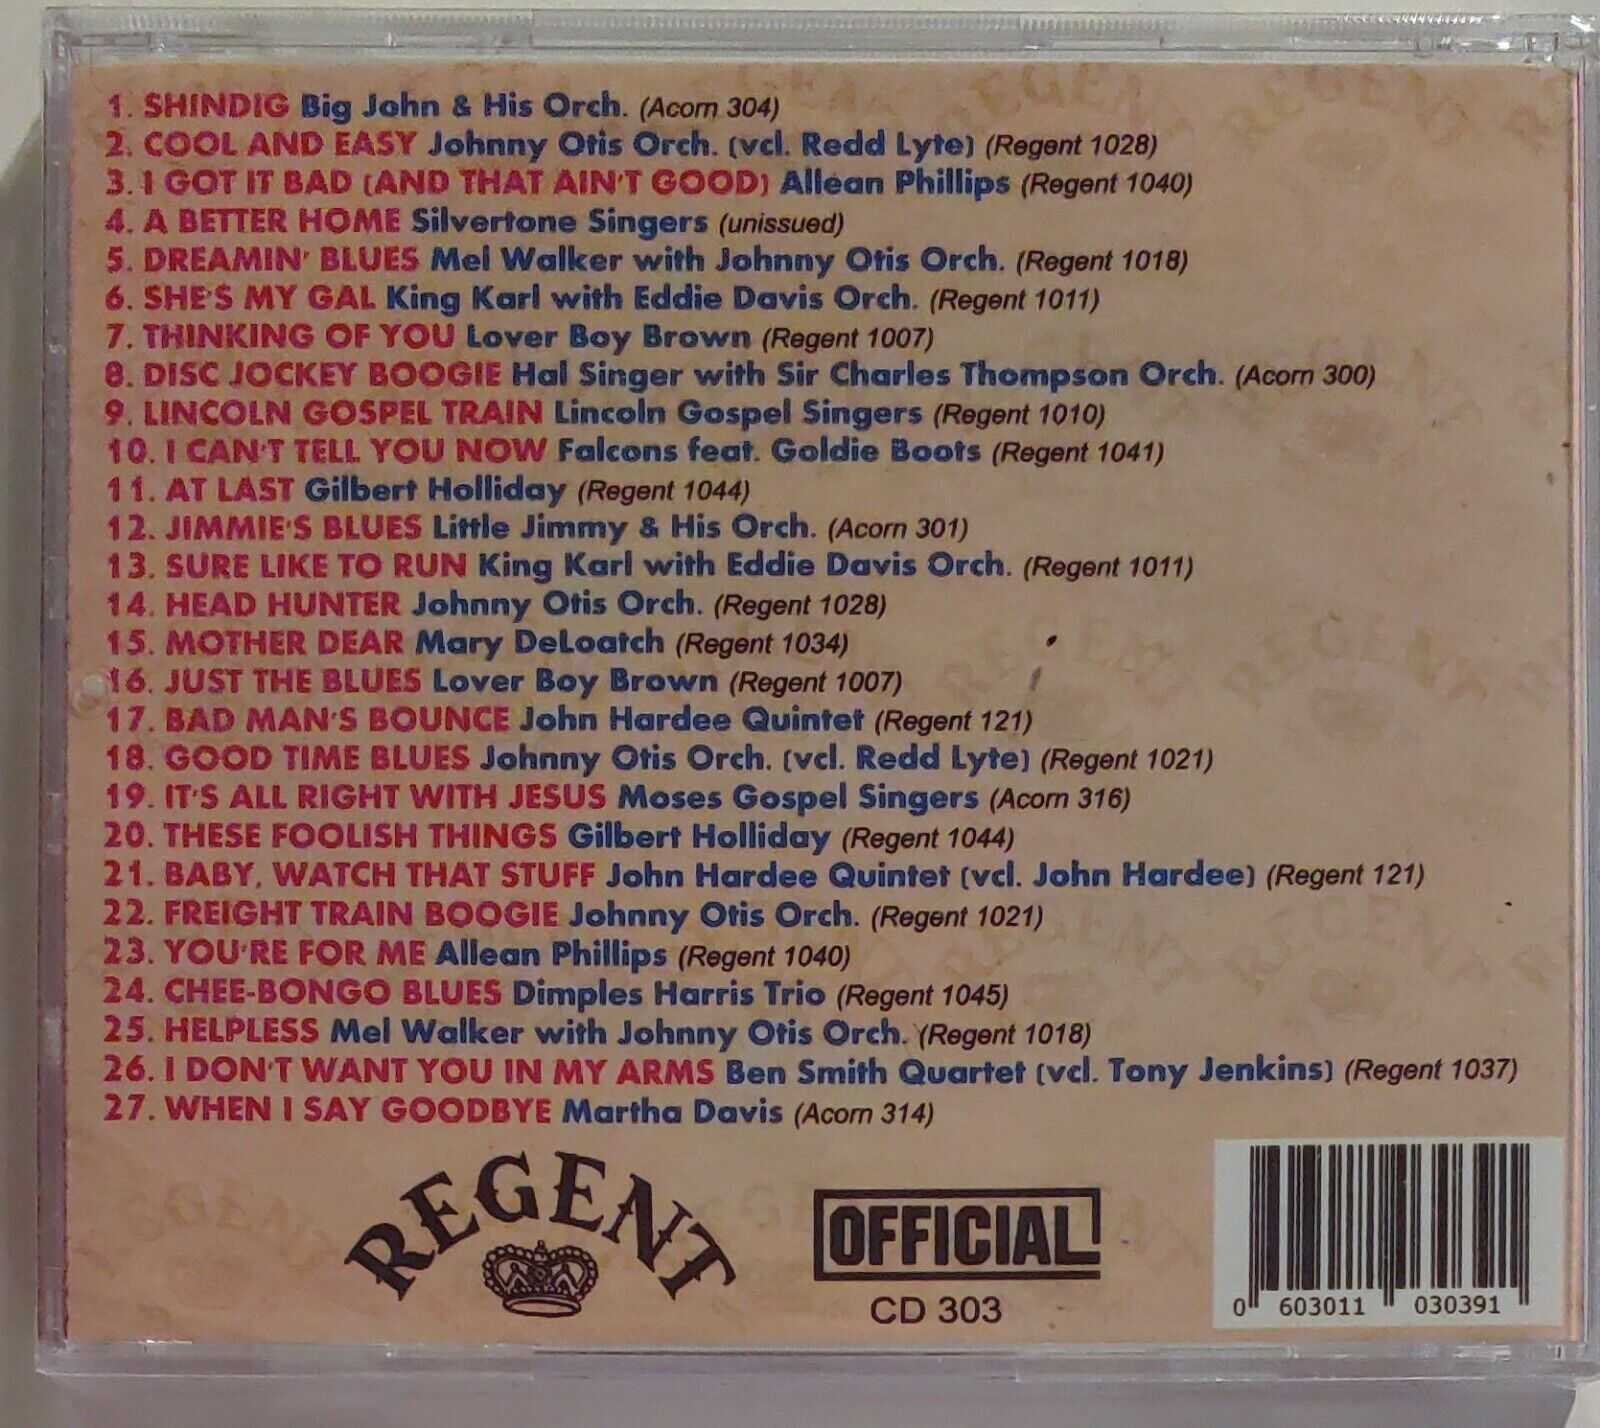 1. SHINDIG Big John & His Orch. (Acorn 304)
2. COOL AND EASY Johnny Otis Orch. (vcl. Redd Lyte) (Regent 1028)
3. I GOT IT BAD (AND THAT AIN'T GOOD) Allean Phillips (Regent 1040)
4. A BETTER HOME Silvertone Singers (unissued)
5. DREAMIN' BLUES Mel Walker with Johnny Otis Orch. (Regent 1018)
6. SHE'S MY GAL King Karl with Eddie Davis Orch. (Regent 1011)
7. THINKING OF YOU Lover Boy Brown (Regent 1007)
8. DISC JOCKEY BOOGIE Hal Singer with Sir Charles Thompson Orch. (Acorn 300)
9. LINCOLN GOSPEL TRAIN Lincoln Gospel Singers (Regent 1010)
10. I CAN'T TELL YOU NOW Falcons feat. Goldie Boots (Regent 1041)
11. AT LAST Gilbert Holliday (Regent 1044)
12. JIMMIE'S BLUES Little Jimmy & His Orch. (Acorn 301)
13. SURE LIKE TO RUN King Karl with Eddie Davis Orch. (Regent 1011)
14. HEAD HUNTER Johnny Otis Orch. (Regent 1028)
15. MOTHER DEAR Mary DeLoatch (Regent 1034)
16. JUST THE BLUES Lover Boy Brown (Regent 1007)
17. BAD MAN'S BOUNCE John Hardee Quintet (Regent 121)
18. GOOD TIME BLUES Johnny Otis Orch. (vcl. Redd Lyte) (Regent 1021)
19. IT'S ALL RIGHT WITH JESUS Moses Gospel Singers (Acorn 316)
20. THESE FOOLISH THINGS Gilbert Holliday (Regent 1044)
21. BABY, WATCH THAT STUFF John Hardee Quintet (vcl. John Hardee) (Regent 121)
22. FREIGHT TRAIN BOOGIE Johnny Otis Orch. (Regent 1021)
23. YOU'RE FOR ME Allean Phillips (Regent 1040)
24. CHEE-BONGO BLUES Dimples Harris Trio (Regent 1045)
25. HELPLESS Mel Walker with Johnny Otis Orch. (Regent 1018)
26. I DON'T WANT YOU IN MY ARMS Ben Smith Quartet (vcl. Tony Jenkins) (Regent 1037)
27. WHEN I SAY GOODBYE Martha Davis (Acorn 314)
REGENT
OFFICIAL
CD 303
0 603011 030391